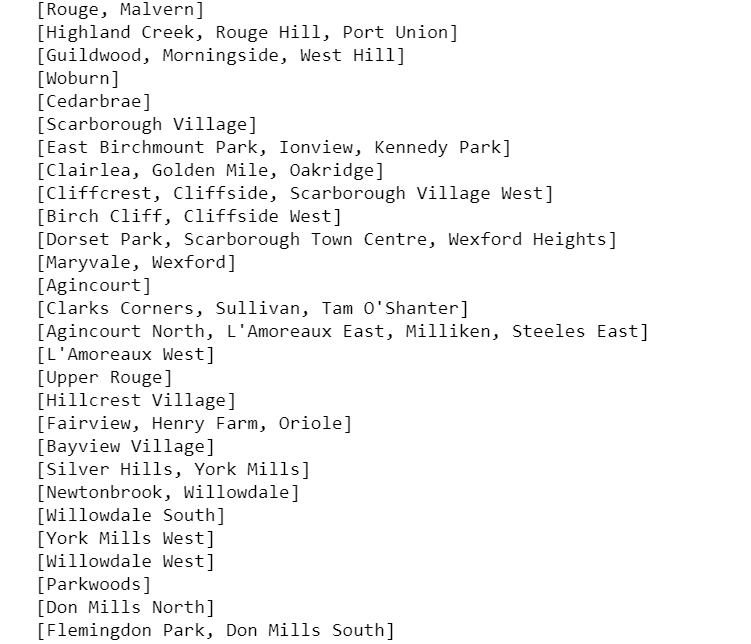 [Rouge, Malvern]
[Highland Creek, Rouge Hill, Port Union]
[Guildwood, Morningside, West Hill]
[Woburn]
[Cedarbrae]
[Scarborough Village]
[East Birchmount Park, Ionview, Kennedy Park]
[Clairlea, Golden Mile, Oakridge]
[Cliffcrest, Cliffside, Scarborough Village West]
[Birch Cliff, Cliffside West]
[Dorset Park, Scarborough Town Centre, Wexford Heights]
[Maryvale, Wexford]
[Agincourt]
[Clarks Corners, Sullivan, Tam O'Shanter]
[Agincourt North, L'Amoreaux East, Milliken, Steeles East]
[L'Amoreaux West]
[Upper Rouge]
[Hillcrest Village]
[Fairview, Henry Farm, Oriole]
[Bayview Village]
[Silver Hills, York Mills]
[Newtonbrook, Willowdale]
[Willowdale South]
[York Mills West]
[Willowdale West]
[Parkwoods]
[Don Mills North]
[Flemingdon Park, Don Mills South]